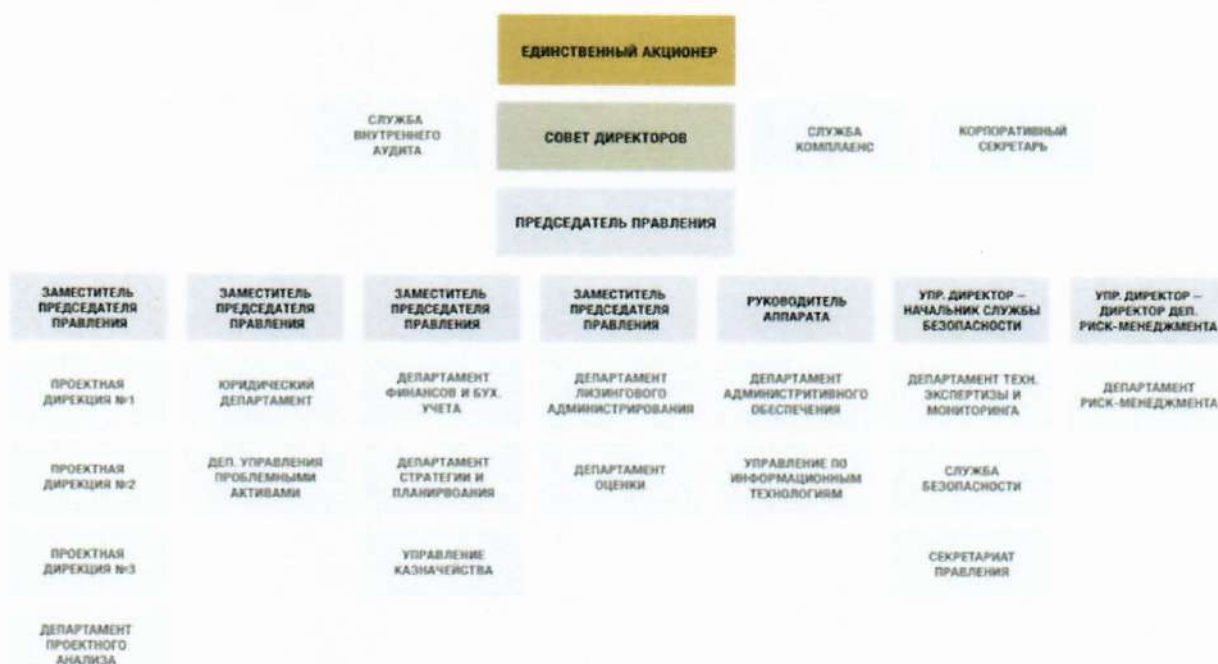 ЕДИНСТВЕННЫЙ АКЦИОНЕР
СЛУЖБА
ВНУТРЕННЕГО
АУДИТА
СОВЕТ ДИРЕКТОРОВ
СЛУЖБА
КОМПЛАЕНС
КОРПОРАТИВНЫЙ
СЕКРЕТАРЬ
ПРЕДСЕДАТЕЛЬ ПРАВЛЕНИЯ
ЗАМЕСТИТЕЛЬ
ПРЕДСЕДАТЕЛЯ
ПРАВЛЕНИЯ
ЗАМЕСТИТЕЛЬ
ПРЕДСЕДАТЕЛЯ
ПРАВЛЕНИЯ
ЗАМЕСТИТЕЛЬ
ПРЕДСЕДАТЕЛЯ
ПРАВЛЕНИЯ
ЗАМЕСТИТЕЛЬ
ПРЕДСЕДАТЕЛЯ
ПРАВЛЕНИЯ
РУКОВОДИТЕЛЬ
АППАРАТА
УПР. ДИРЕКТОР –
НАЧАЛЬНИК СЛУЖБЫ
БЕЗОПАСНОСТИ
УПР. ДИРЕКТОР –
ДИРЕКТОР ДЕП.
РИСК-МЕНЕДЖМЕНТА
ПРОЕКТНАЯ
ДИРЕКЦИЯ №1
ЮРИДИЧЕСКИЙ
ДЕПАРТАМЕНТ
ДЕПАРТАМЕНТ
ФИНАНСОВ И БУХ.
УЧЕТА
ДЕПАРТАМЕНТ
ЛИЗИНГОВОГО
АДМИНИСТРИРОВАНИЯ
ДЕПАРТАМЕНТ
АДМИНИСТРИТИВНОГО
ОБЕСПЕЧЕНИЯ
ДЕПАРТАМЕНТ ТЕХН.
ЭКСПЕРТИЗЫ И
МОНИТОРИНГА
ДЕПАРТАМЕНТ
РИСК-МЕНЕДЖМЕНТА
ПРОЕКТНАЯ
ДИРЕКЦИЯ №2
ДЕП. УПРАВЛЕНИЯ
ПРОБЛЕМНЫМИ
АКТИВАМИ
ДЕПАРТАМЕНТ
СТРАТЕГИИ И
ПЛАНИРВОАНИЯ
ДЕПАРТАМЕНТ
ОЦЕНКИ
УПРАВЛЕНИЕ ПО
ИНФОРМАЦИОННЫМ
ТЕХНОЛОГИЯМ
СЛУЖБА
БЕЗОПАСНОСТИ
ПРОЕКТНАЯ
ДИРЕКЦИЯ №3
УПРАВЛЕНИЕ
КАЗНАЧЕЙСТВА
СЕКРЕТАРИАТ
ПРАВЛЕНИЯ
ДЕПАРТАМЕНТ
ПРОЕКТНОГО
АНАЛИЗА